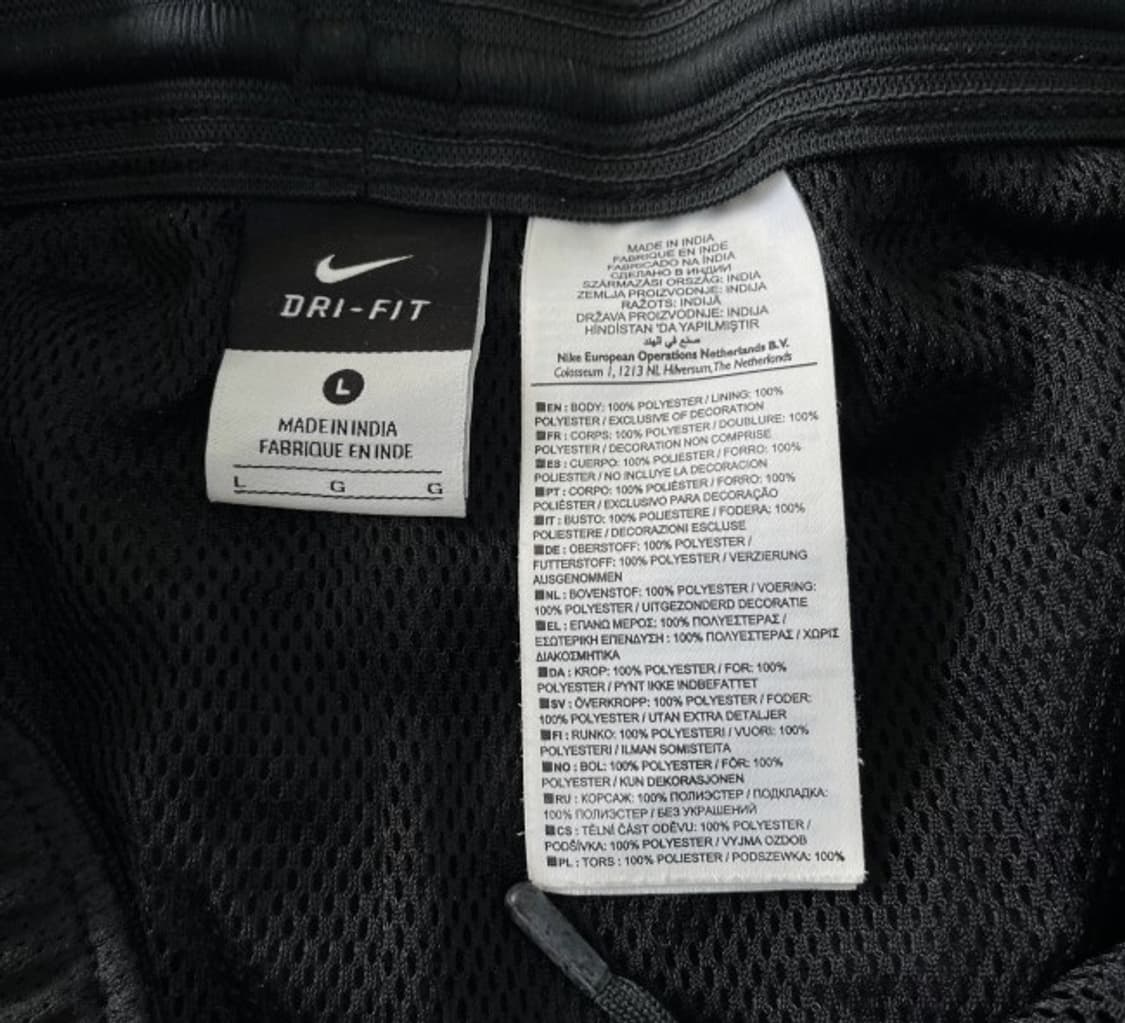 DRI-FIT
L
MADE IN INDIA
FABRIQUE EN INDE
L G G
MADE IN INDIA
FABRIQUE EN INDE
FABRICADO NA ÍNDIA
СДЕЛАНО В ИНДИИ
SZÁRMAZÁSI ORSZÁG: INDIA
ZEMLJA PROIZVODNJE: INDIJA
RAŽOTS: INDIJĀ
DRŽAVA PROIZVODNJE: INDIJA
HİNDİSTAN 'DA YAPILMIŞTIR
صنع في الهند
Nike European Operations Netherlands B.V.
Colosseum 1, 1213 NL Hilversum, The Netherlands
EN : BODY: 100% POLYESTER / LINING: 100%
POLYESTER / EXCLUSIVE OF DECORATION
FR : CORPS: 100% POLYESTER / DOUBLURE: 100%
POLYESTER / DECORATION NON COMPRISE
ES : CUERPO: 100% POLIESTER / FORRO: 100%
POLIESTER / NO INCLUYE LA DECORACION
PT : CORPO: 100% POLIÉSTER / FORRO: 100%
POLIÉSTER / EXCLUSIVO PARA DECORAÇÃO
IT : BUSTO: 100% POLIESTERE / FODERA: 100%
POLIESTERE / DECORAZIONI ESCLUSE
DE : OBERSTOFF: 100% POLYESTER /
FUTTERSTOFF: 100% POLYESTER / VERZIERUNG
AUSGENOMMEN
NL : BOVENSTOF: 100% POLYESTER / VOERING:
100% POLYESTER / UITGEZONDERD DECORATIE
EL : ΕΠΑΝΩ ΜΕΡΟΣ: 100% ΠΟΛΥΕΣΤΕΡΑΣ /
ΕΣΩΤΕΡΙΚΗ ΕΠΕΝΔΥΣΗ : 100% ΠΟΛΥΕΣΤΕΡΑΣ / ΧΩΡΙΣ
ΔΙΑΚΟΣΜΗΤΙΚΑ
DA : KROP: 100% POLYESTER / FOR: 100%
POLYESTER / PYNT IKKE INDBEFATTET
SV : ÖVERKROPP: 100% POLYESTER / FODER:
100% POLYESTER / UTAN EXTRA DETALJER
FI : RUNKO: 100% POLYESTERI / VUORI: 100%
POLYESTERI / ILMAN SOMISTEITA
NO : BOL: 100% POLYESTER / FÔR: 100%
POLYESTER / KUN DEKORASJONEN
RU : КОРСАЖ: 100% ПОЛИЭСТЕР / ПОДКЛАДКА:
100% ПОЛИЭСТЕР / БЕЗ УКРАШЕНИЙ
CS : TĚLNÍ ČÁST ODĚVU: 100% POLYESTER /
PODŠÍVKA: 100% POLYESTER / VYJMA OZDOB
PL : TORS : 100% POLIESTER / PODSZEWKA: 100%